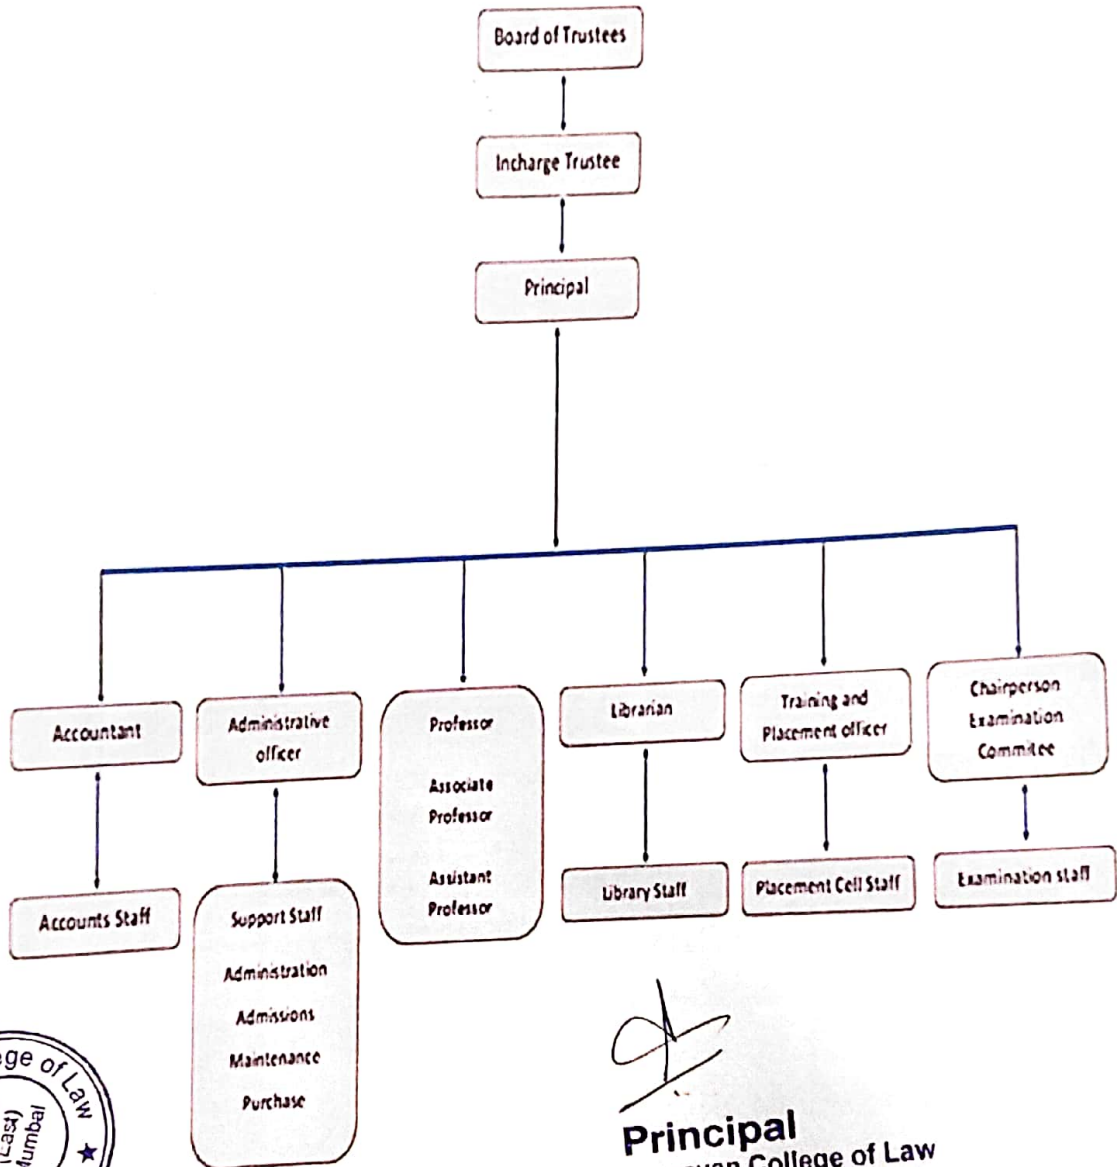 Board of Trustees
Incharge Trustee
Principal
Accountant
Administrative
officer
Professor
Associate
Professor
Assistant
Professor
Librarian
Training and
Placement officer
Chairperson
Examination
Commitee
Accounts Staff
Support Staff
Administration
Admissions
Maintenance
Purchase
Library Staff
Placement Cell Staff
Examination staff
of Law
(East)
Principal
College of Law